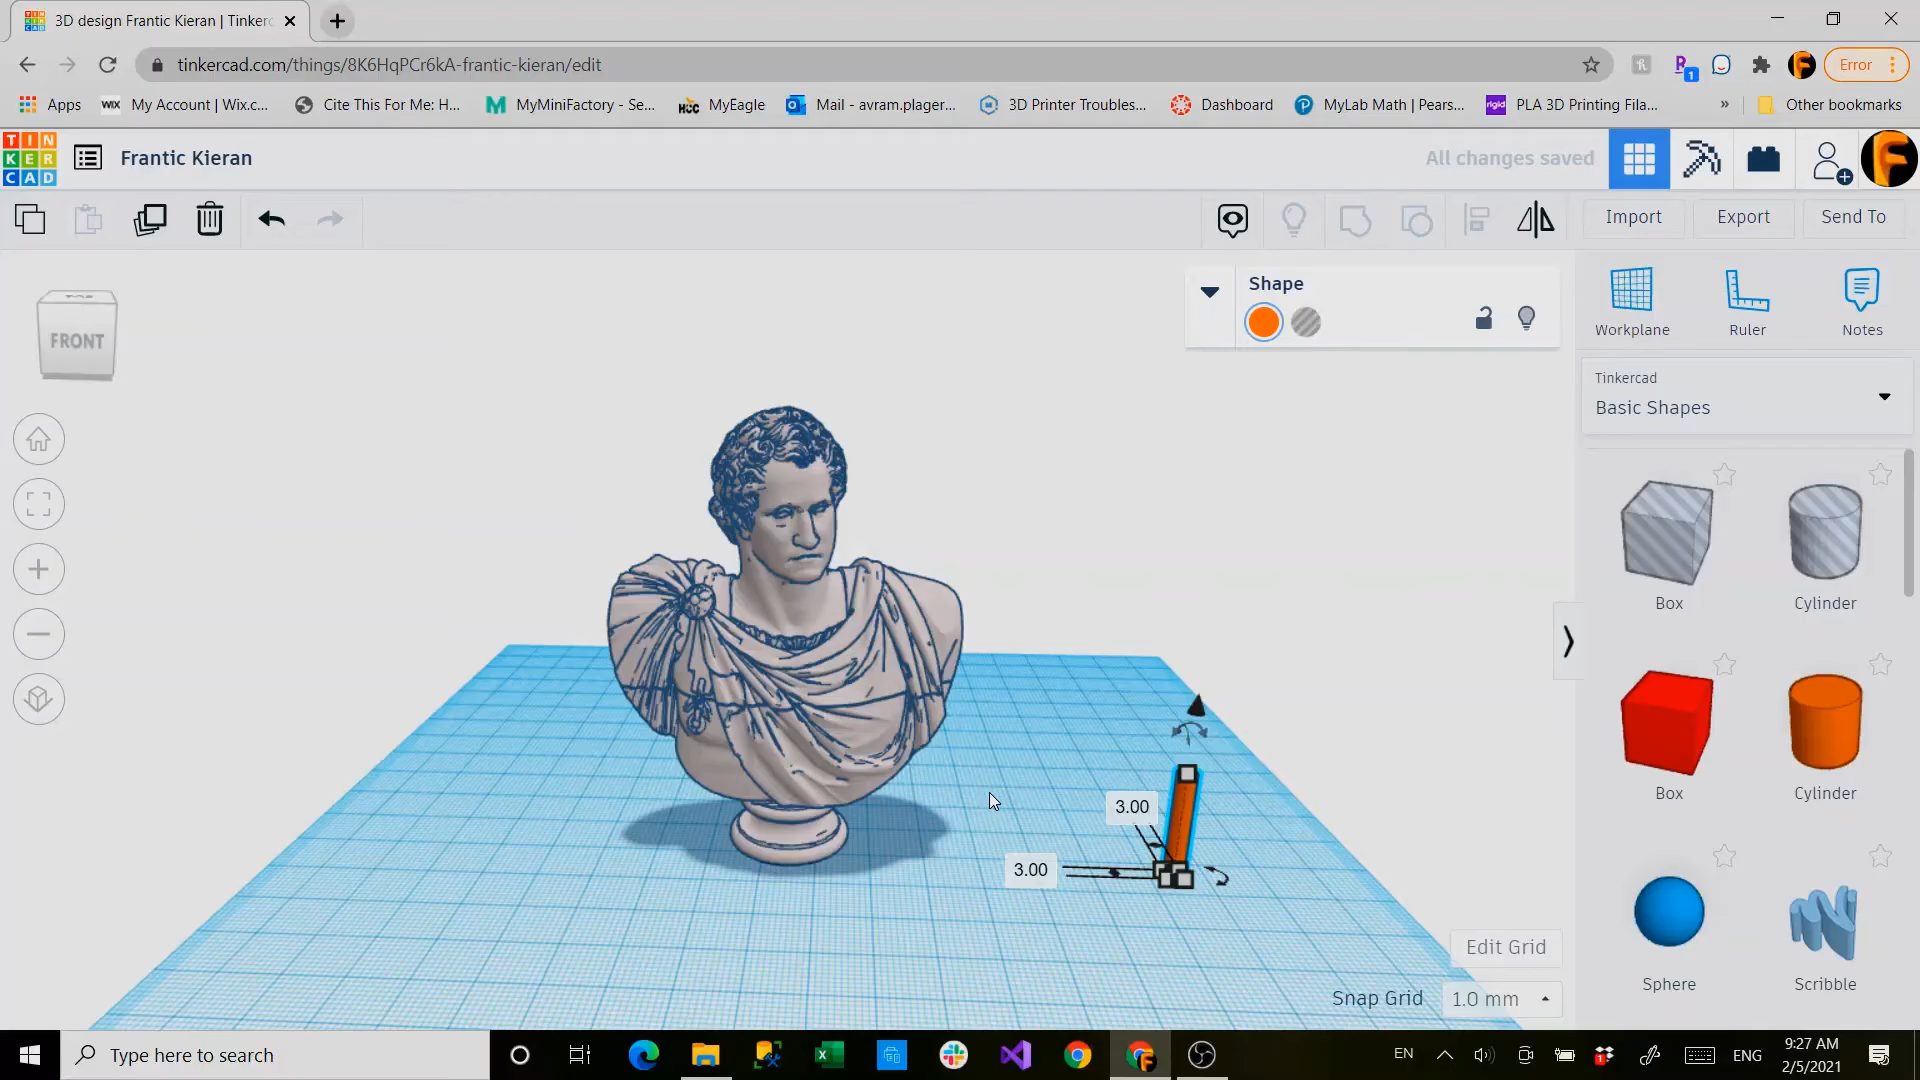 3D design Frantic Kieran | Tinkerc
tinkercad.com/things/8K6HqPCr6kA-frantic-kieran/edit
Error
Apps
WIX My Account | Wix.c...
Cite This For Me: H...
MyMiniFactory - Se...
HCC MyEagle
Mail - avram.plager...
3D Printer Troubles...
Dashboard
MyLab Math | Pears...
rigid PLA 3D Printing Fila...
»
Other bookmarks
TIN
KER
CAD
Frantic Kieran
All changes saved
Import
Export
Send To
FRONT
Shape
Workplane
Ruler
Notes
Tinkercad
Basic Shapes
Box
Cylinder
Box
Cylinder
Sphere
Scribble
3.00
3.00
Edit Grid
Snap Grid
1.0 mm
Type here to search
EN
ENG
9:27 AM
2/5/2021